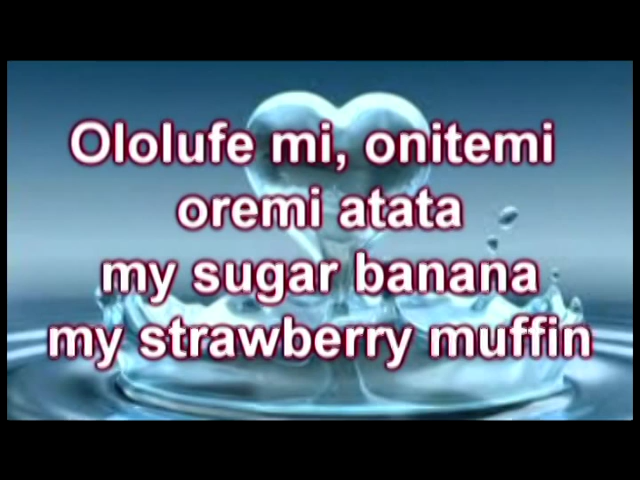 Ololufe mi, onitemi
oremi atata
my sugar banana
my strawberry muffin